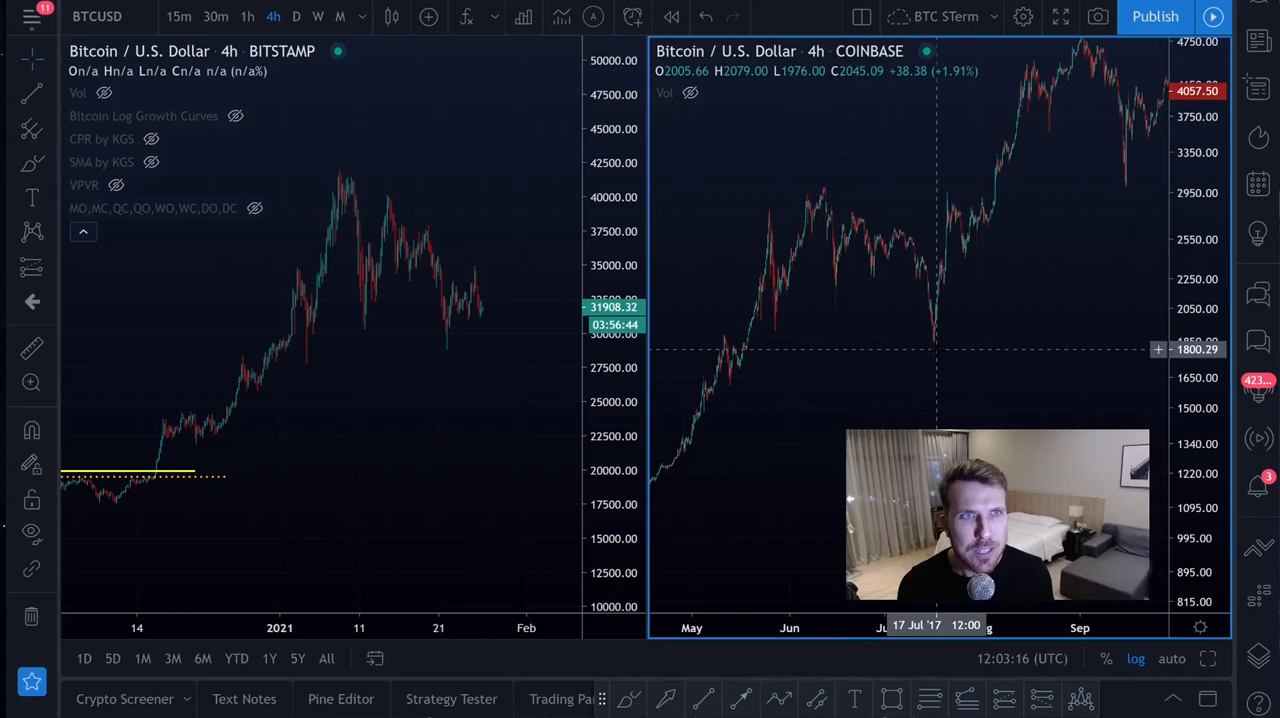 11
BTCUSD
15m 30m 1h 4h D W M
BTC STerm
Publish
Bitcoin / U.S. Dollar · 4h · BITSTAMP
On/a Hn/a Ln/a Cn/a n/a (n/a%)
Vol
Bitcoin Log Growth Curves
CPR by KGS
SMA by KGS
VPVR
MO,MC,QC,QO,WO,WC,DO,DC
50000.00
47500.00
45000.00
42500.00
40000.00
37500.00
35000.00
31908.32
03:56:44
30000.00
27500.00
25000.00
22500.00
20000.00
17500.00
15000.00
12500.00
10000.00
14 2021 11 21 Feb
Bitcoin / U.S. Dollar · 4h · COINBASE
O2005.66 H2079.00 L1976.00 C2045.09 +38.38 (+1.91%)
Vol
4750.00
4057.50
3750.00
3350.00
2950.00
2550.00
2250.00
2050.00
1800.29
1650.00
1500.00
1340.00
1220.00
1095.00
995.00
895.00
815.00
May Jun 17 Jul '17 12:00 Sep
423...
3
1D 5D 1M 3M 6M YTD 1Y 5Y All
12:03:16 (UTC) % log auto
Crypto Screener Text Notes Pine Editor Strategy Tester Trading Pa